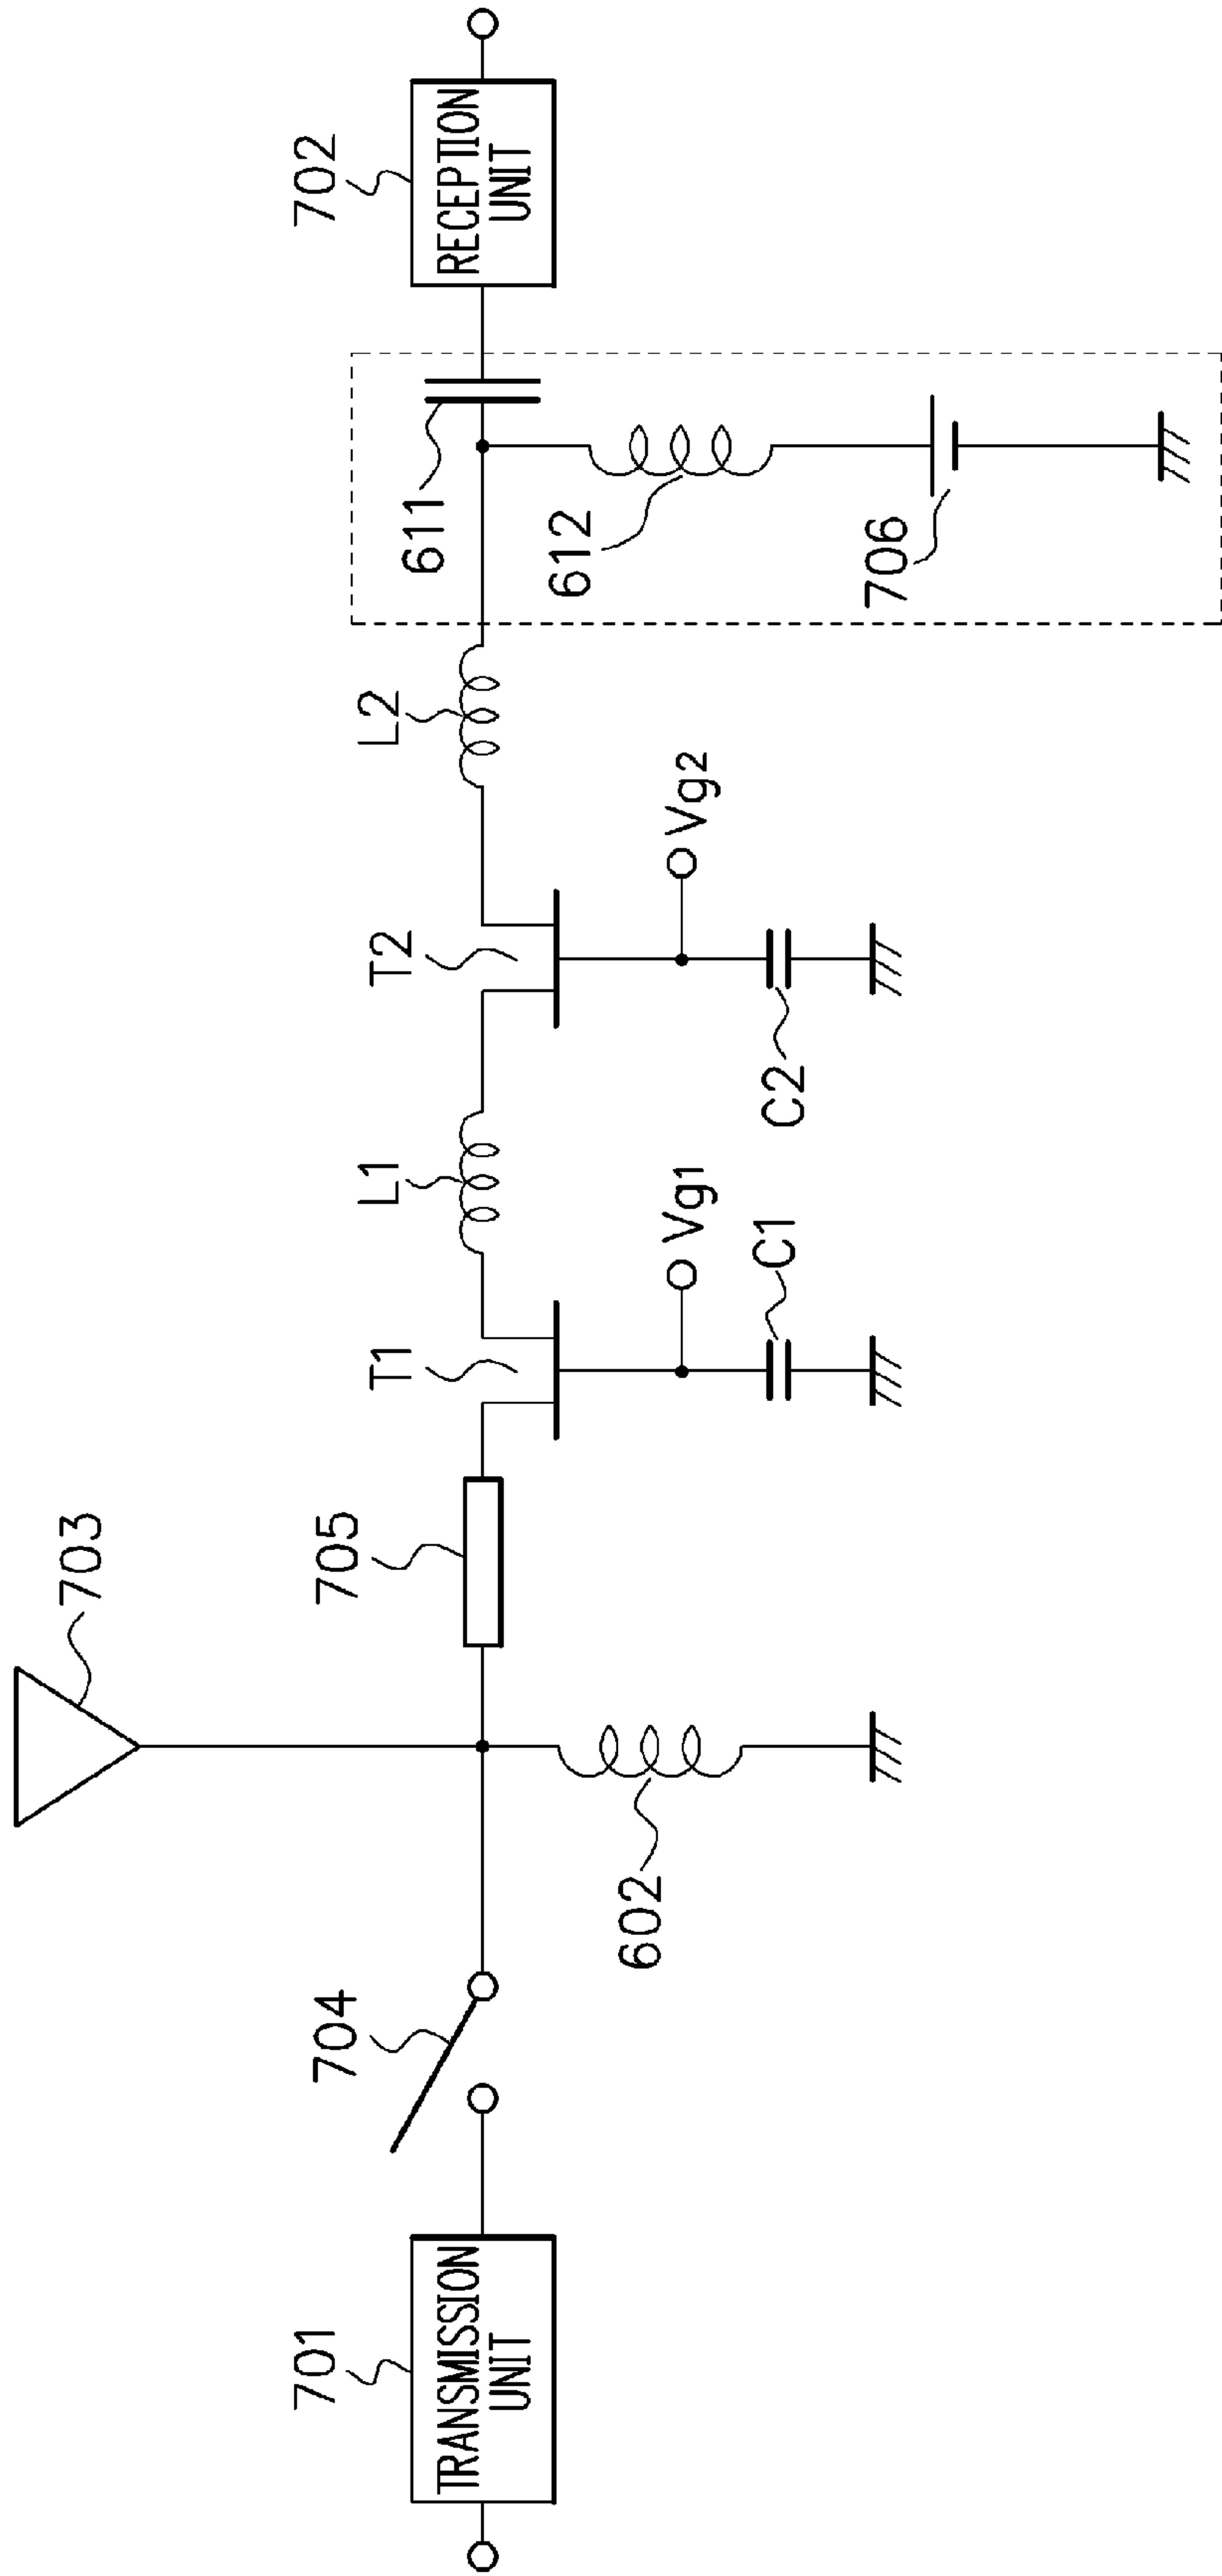 703
701
TRANSMISSION
UNIT
704
602
705
T1
Vg1
C1
L1
T2
Vg2
C2
L2
611
612
706
702
RECEPTION
UNIT